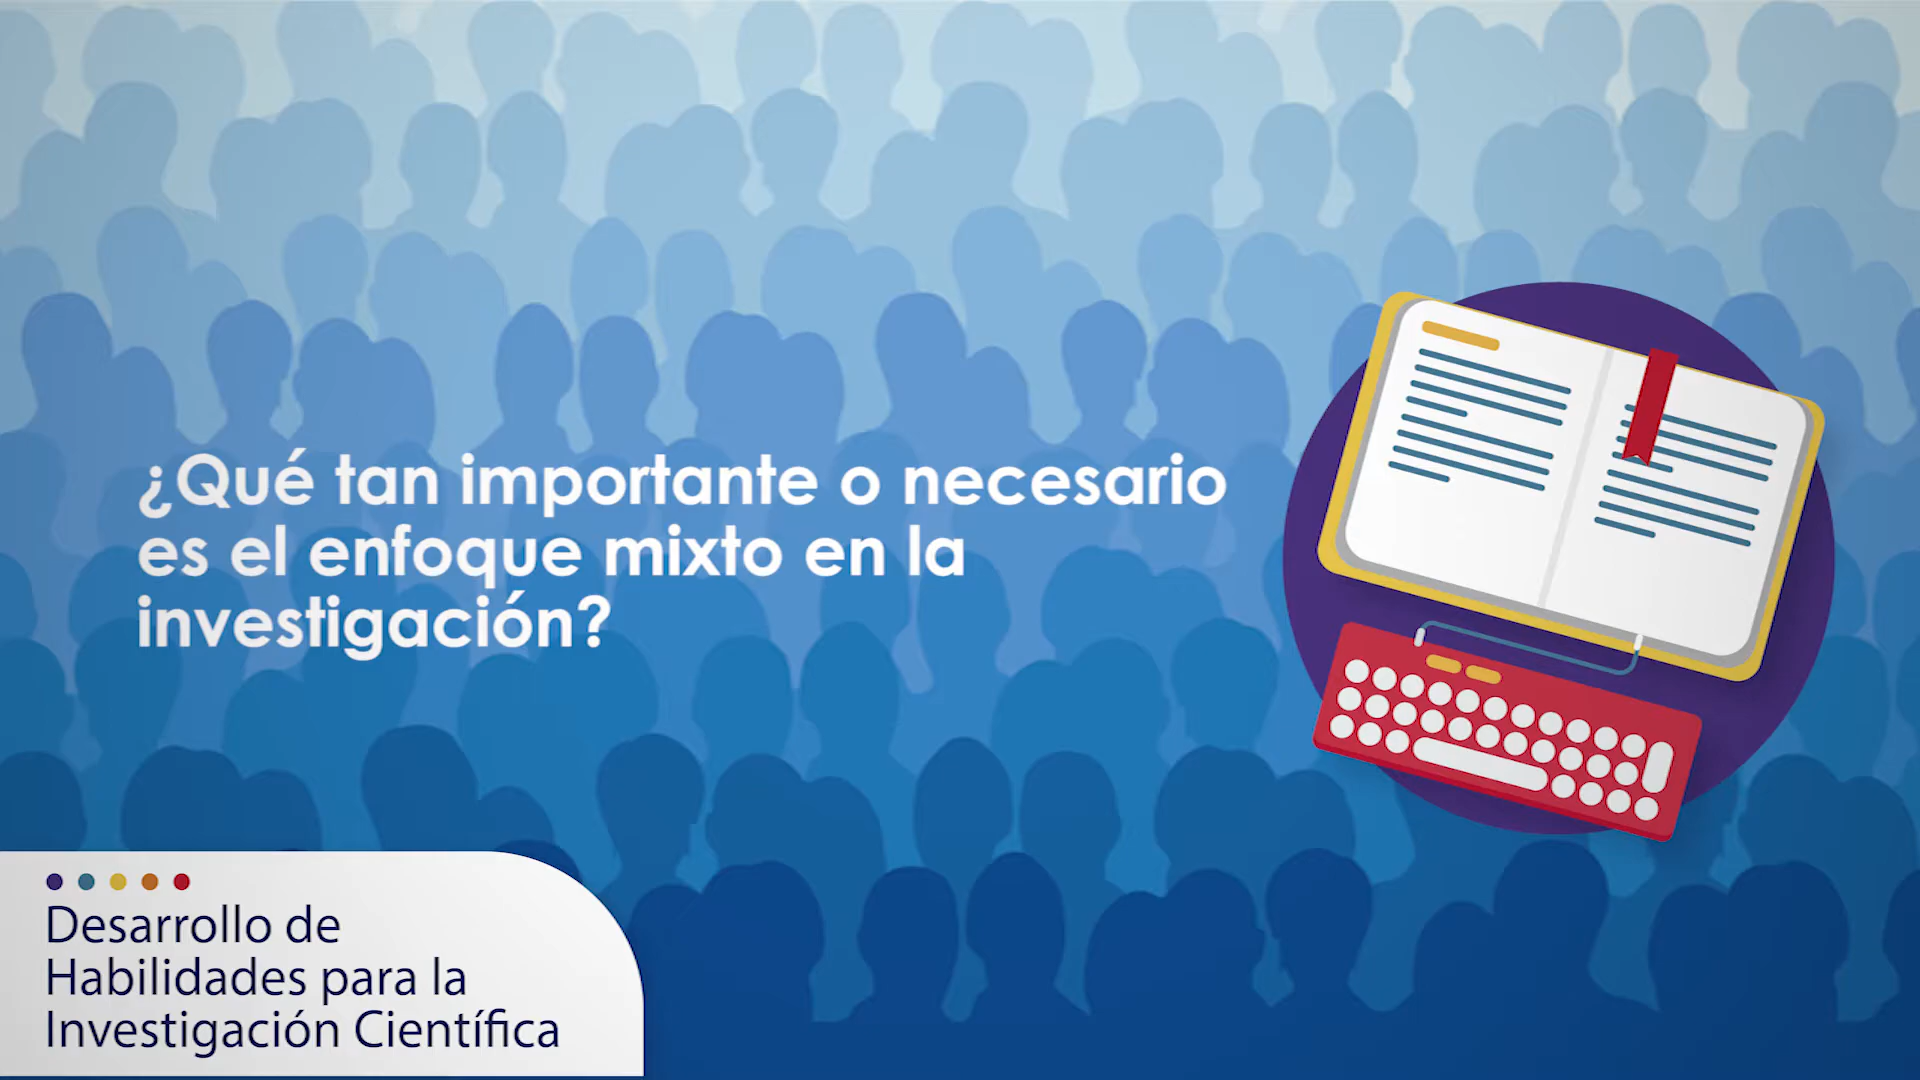 ¿Qué tan importante o necesario
es el enfoque mixto en la
investigación?
Desarrollo de
Habilidades para la
Investigación Científica